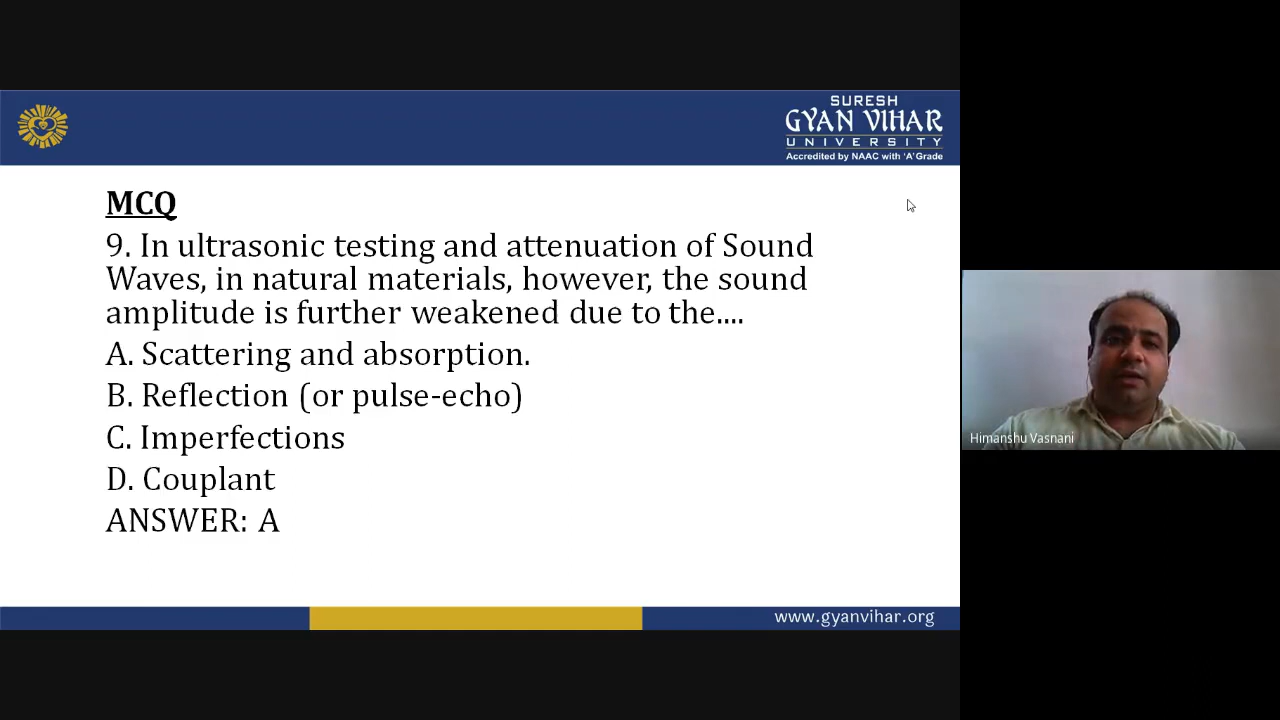 SURESH
GYAN VIHAR
UNIVERSITY
Accredited by NAAC with 'A' Grade
MCQ
9. In ultrasonic testing and attenuation of Sound
Waves, in natural materials, however, the sound
amplitude is further weakened due to the....
A. Scattering and absorption.
B. Reflection (or pulse-echo)
C. Imperfections
D. Couplant
ANSWER: A
Himanshu Vasnani
www.gyanvihar.org